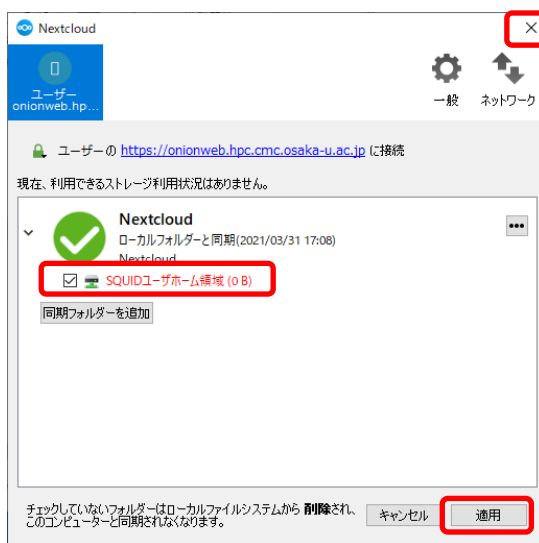 Nextcloud
ユーザー
onionweb.hp...
一般
ネットワーク
ユーザーの https://onionweb.hpc.cmc.osaka-u.ac.jp に接続
現在、利用できるストレージ利用状況はありません。
Nextcloud
ローカルフォルダーと同期(2021/03/31 17:08)
Nextcloud
SQUIDユーザホーム領域 (0 B)
同期フォルダーを追加
チェックしていないフォルダーはローカルファイルシステムから 削除され、
このコンピューターと同期されなくなります。
キャンセル
適用